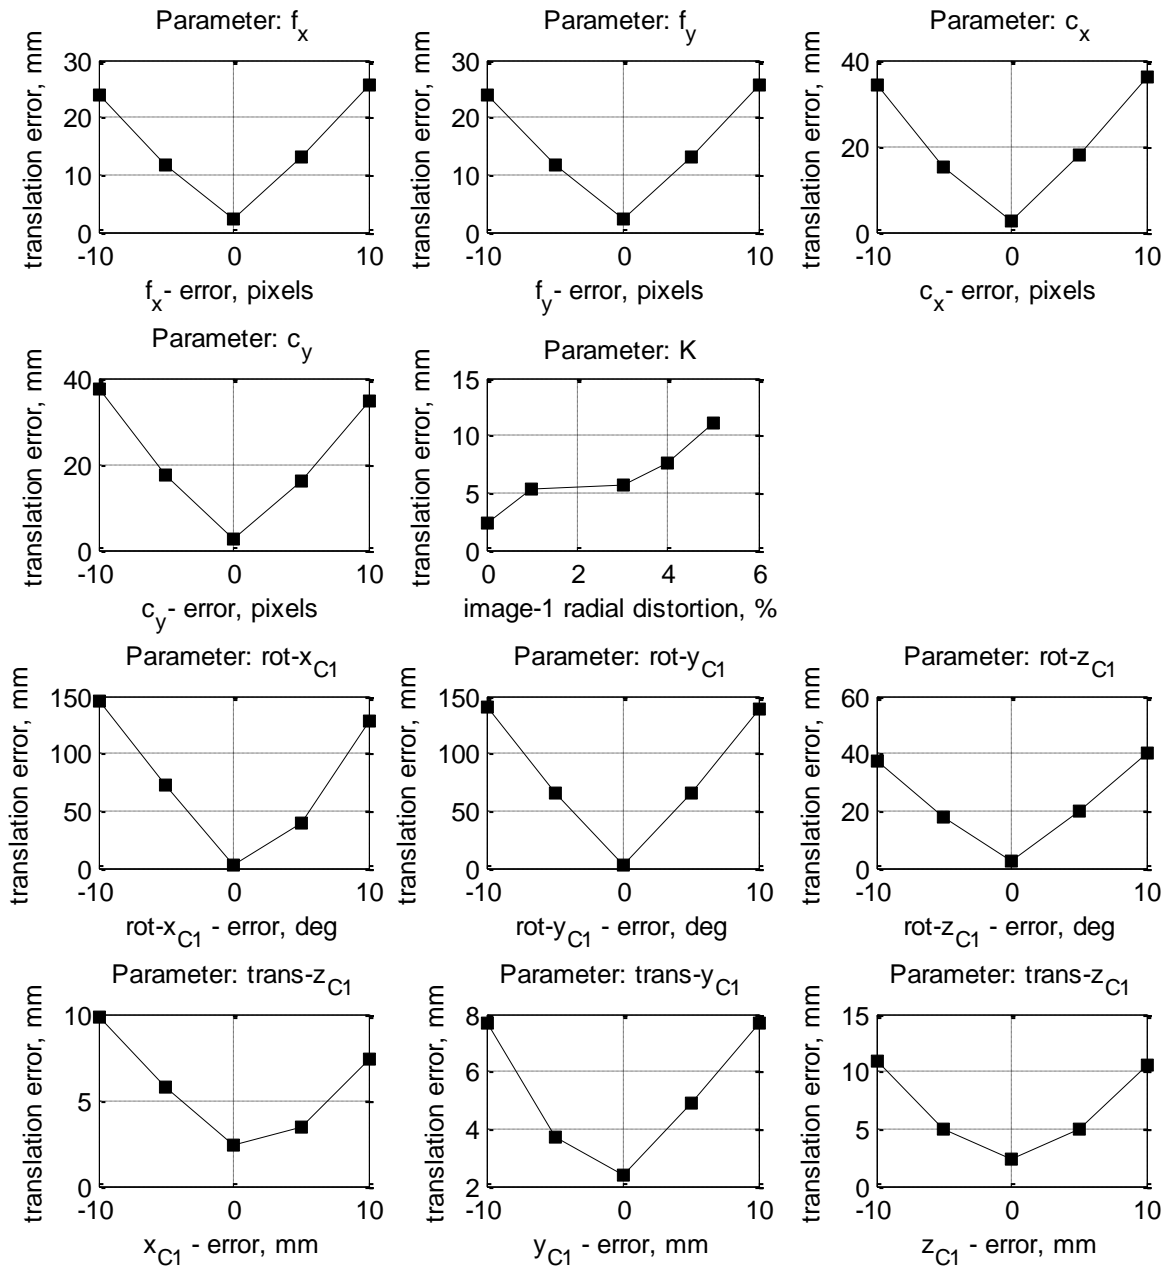 Parameter: f_x
translation error, mm
30
20
10
0
-10 0 10
f_x- error, pixels
Parameter: f_y
translation error, mm
30
20
10
0
-10 0 10
f_y- error, pixels
Parameter: c_x
translation error, mm
40
20
0
-10 0 10
c_x- error, pixels
Parameter: c_y
translation error, mm
40
20
0
-10 0 10
c_y- error, pixels
Parameter: K
translation error, mm
15
10
5
0
0 2 4 6
image-1 radial distortion, %
Parameter: rot-x_C1
translation error, mm
150
100
50
0
-10 0 10
rot-x_C1 - error, deg
Parameter: rot-y_C1
translation error, mm
150
100
50
0
-10 0 10
rot-y_C1 - error, deg
Parameter: rot-z_C1
translation error, mm
60
40
20
0
-10 0 10
rot-z_C1 - error, deg
Parameter: trans-z_C1
translation error, mm
10
5
0
-10 0 10
x_C1 - error, mm
Parameter: trans-y_C1
translation error, mm
8
6
4
2
-10 0 10
y_C1 - error, mm
Parameter: trans-z_C1
translation error, mm
15
10
5
0
-10 0 10
z_C1 - error, mm